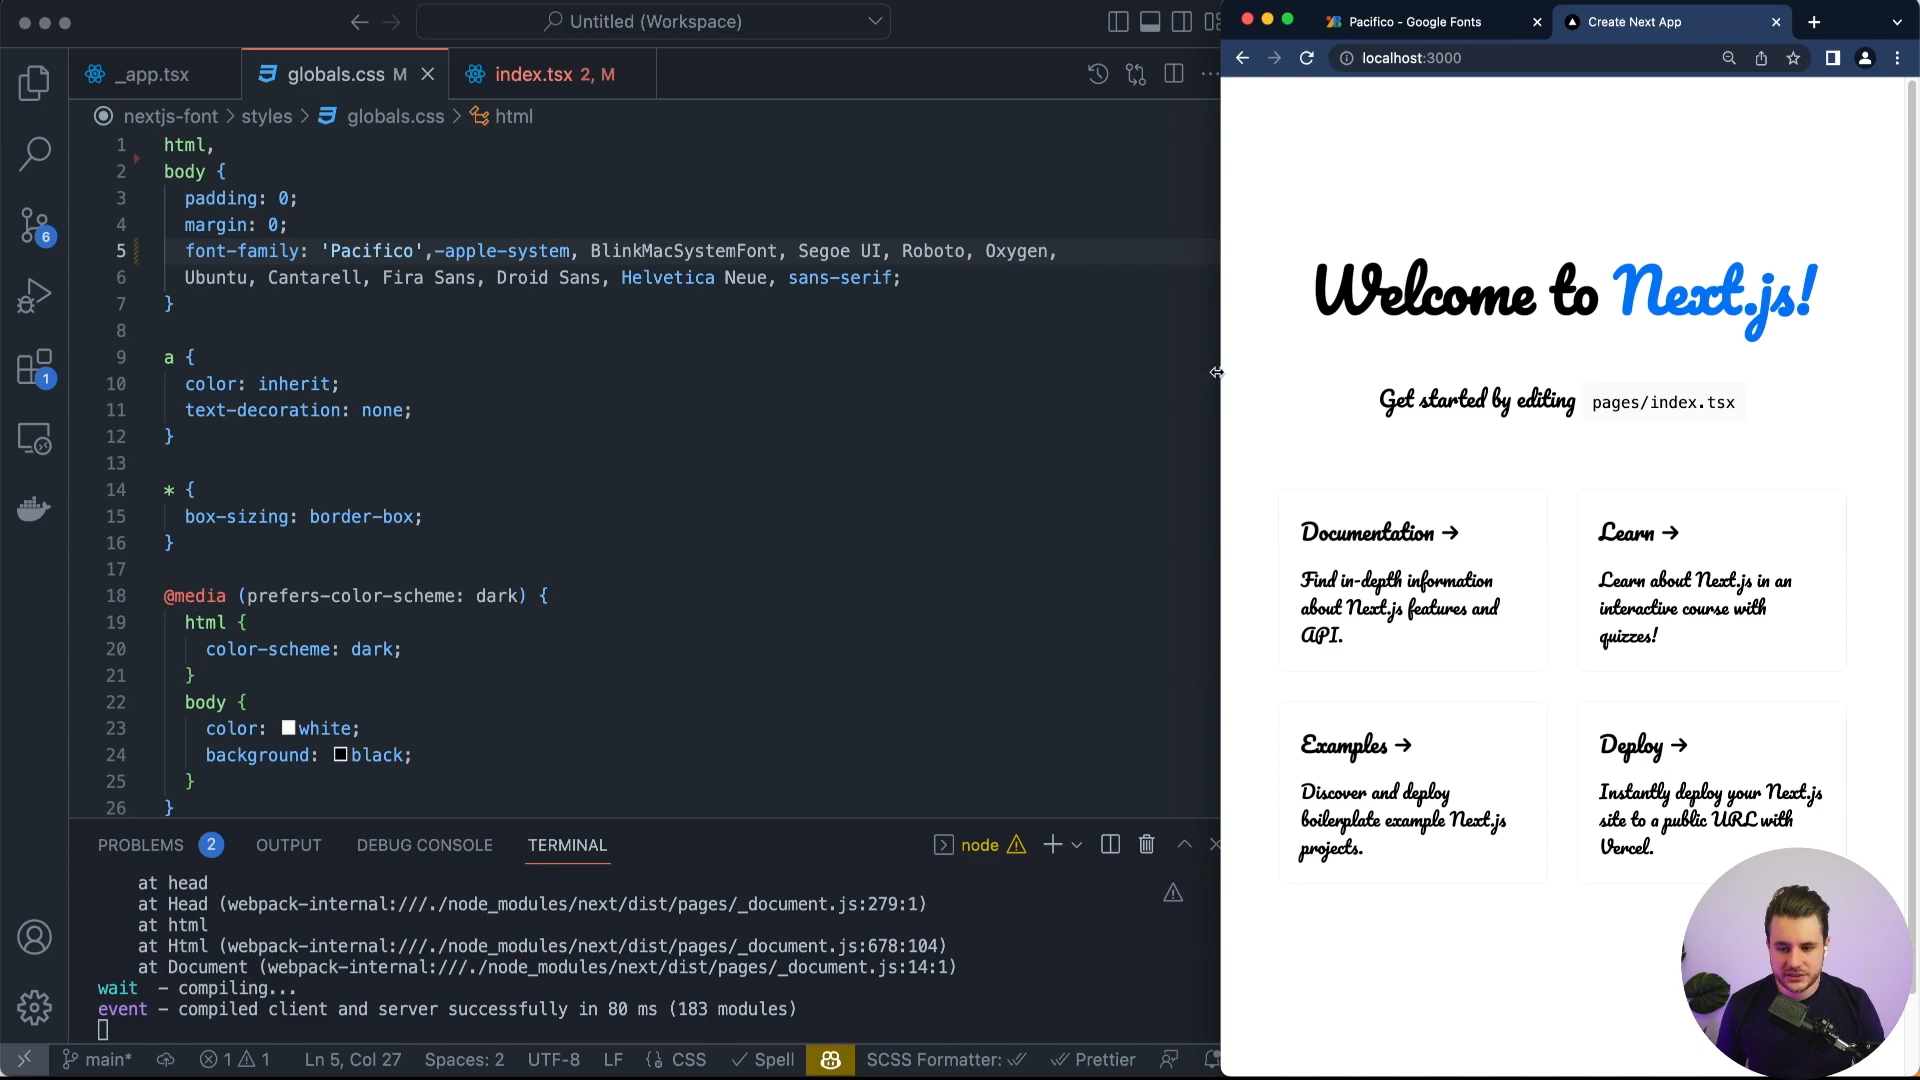 Untitled (Workspace)
_app.tsx
globals.css M
index.tsx 2, M
nextjs-font > styles > globals.css > html
1 html,
2 body {
3 padding: 0;
4 margin: 0;
5 font-family: 'Pacifico',-apple-system, BlinkMacSystemFont, Segoe UI, Roboto, Oxygen,
6 Ubuntu, Cantarell, Fira Sans, Droid Sans, Helvetica Neue, sans-serif;
7 }
8
9 a {
10 color: inherit;
11 text-decoration: none;
12 }
13
14 * {
15 box-sizing: border-box;
16 }
17
18 @media (prefers-color-scheme: dark) {
19 html {
20 color-scheme: dark;
21 }
22 body {
23 color: white;
24 background: black;
25 }
26 }
6
1
PROBLEMS 2 OUTPUT DEBUG CONSOLE TERMINAL
node
at head
at Head (webpack-internal:///./node_modules/next/dist/pages/_document.js:279:1)
at html
at Html (webpack-internal:///./node_modules/next/dist/pages/_document.js:678:104)
at Document (webpack-internal:///./node_modules/next/dist/pages/_document.js:14:1)
wait - compiling...
event - compiled client and server successfully in 80 ms (183 modules)
main* 1 1 Ln 5, Col 27 Spaces: 2 UTF-8 LF CSS Spell SCSS Formatter: Prettier
Pacifico - Google Fonts
Create Next App
localhost:3000
Welcome to Next.js!
Get started by editing pages/index.tsx
Documentation →
Find in-depth information
about Next.js features and
API.
Learn →
Learn about Next.js in an
interactive course with
quizzes!
Examples →
Discover and deploy
boilerplate example Next.js
projects.
Deploy →
Instantly deploy your Next.js
site to a public URL with
Vercel.